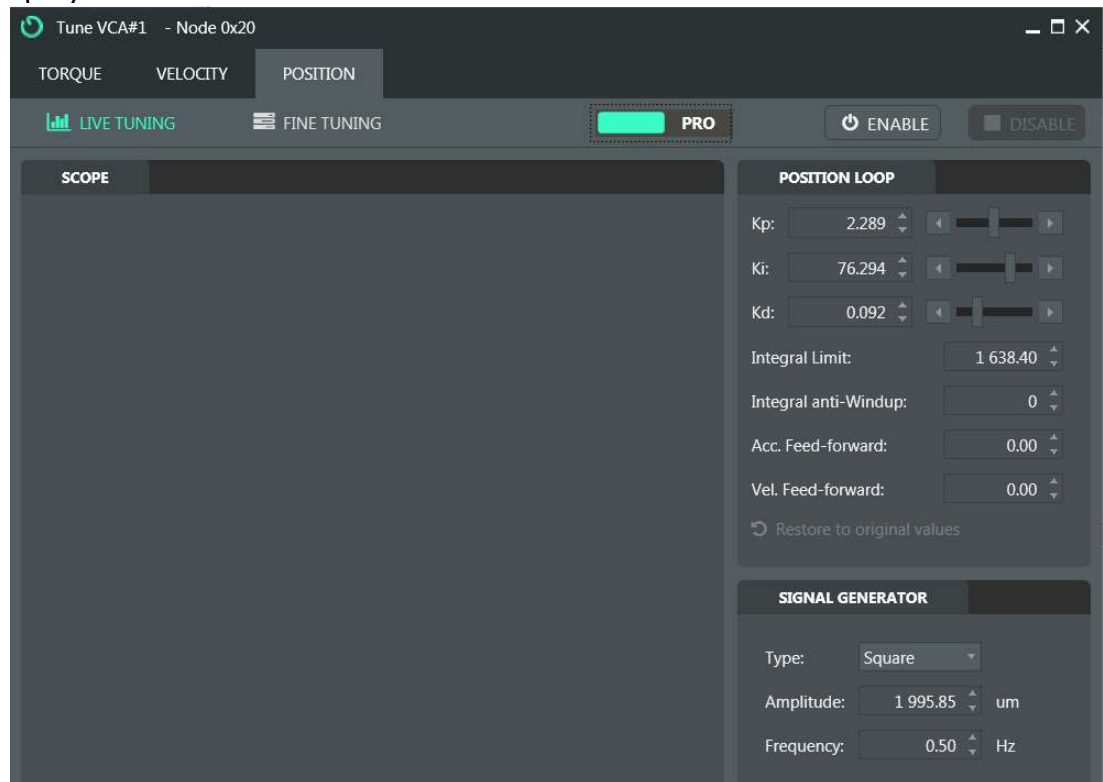 Tune VCA#1 - Node 0x20
TORQUE VELOCITY POSITION
LIVE TUNING FINE TUNING PRO ENABLE DISABLE
SCOPE
POSITION LOOP
Kp: 2.289
Ki: 76.294
Kd: 0.092
Integral Limit: 1 638.40
Integral anti-Windup: 0
Acc. Feed-forward: 0.00
Vel. Feed-forward: 0.00
Restore to original values
SIGNAL GENERATOR
Type: Square
Amplitude: 1 995.85 um
Frequency: 0.50 Hz